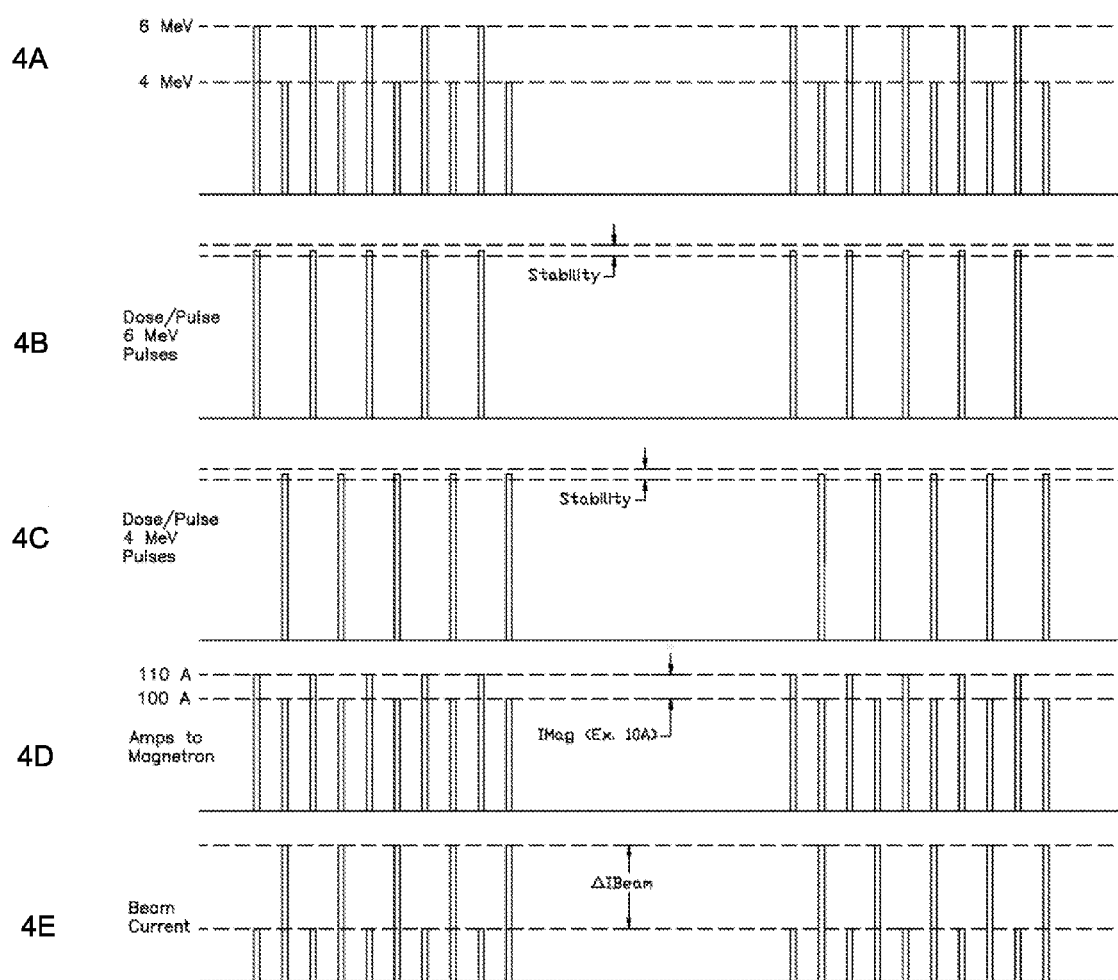 6 MeV
4A
4 MeV
Stability
Dose/Pulse
6 MeV
Pulses
4B
Stability
Dose/Pulse
4 MeV
Pulses
4C
110 A
100 A
Amps to
Magnetron
4D
IMag (Ex. 10A)
ΔIBeam
Beam
Current
4E